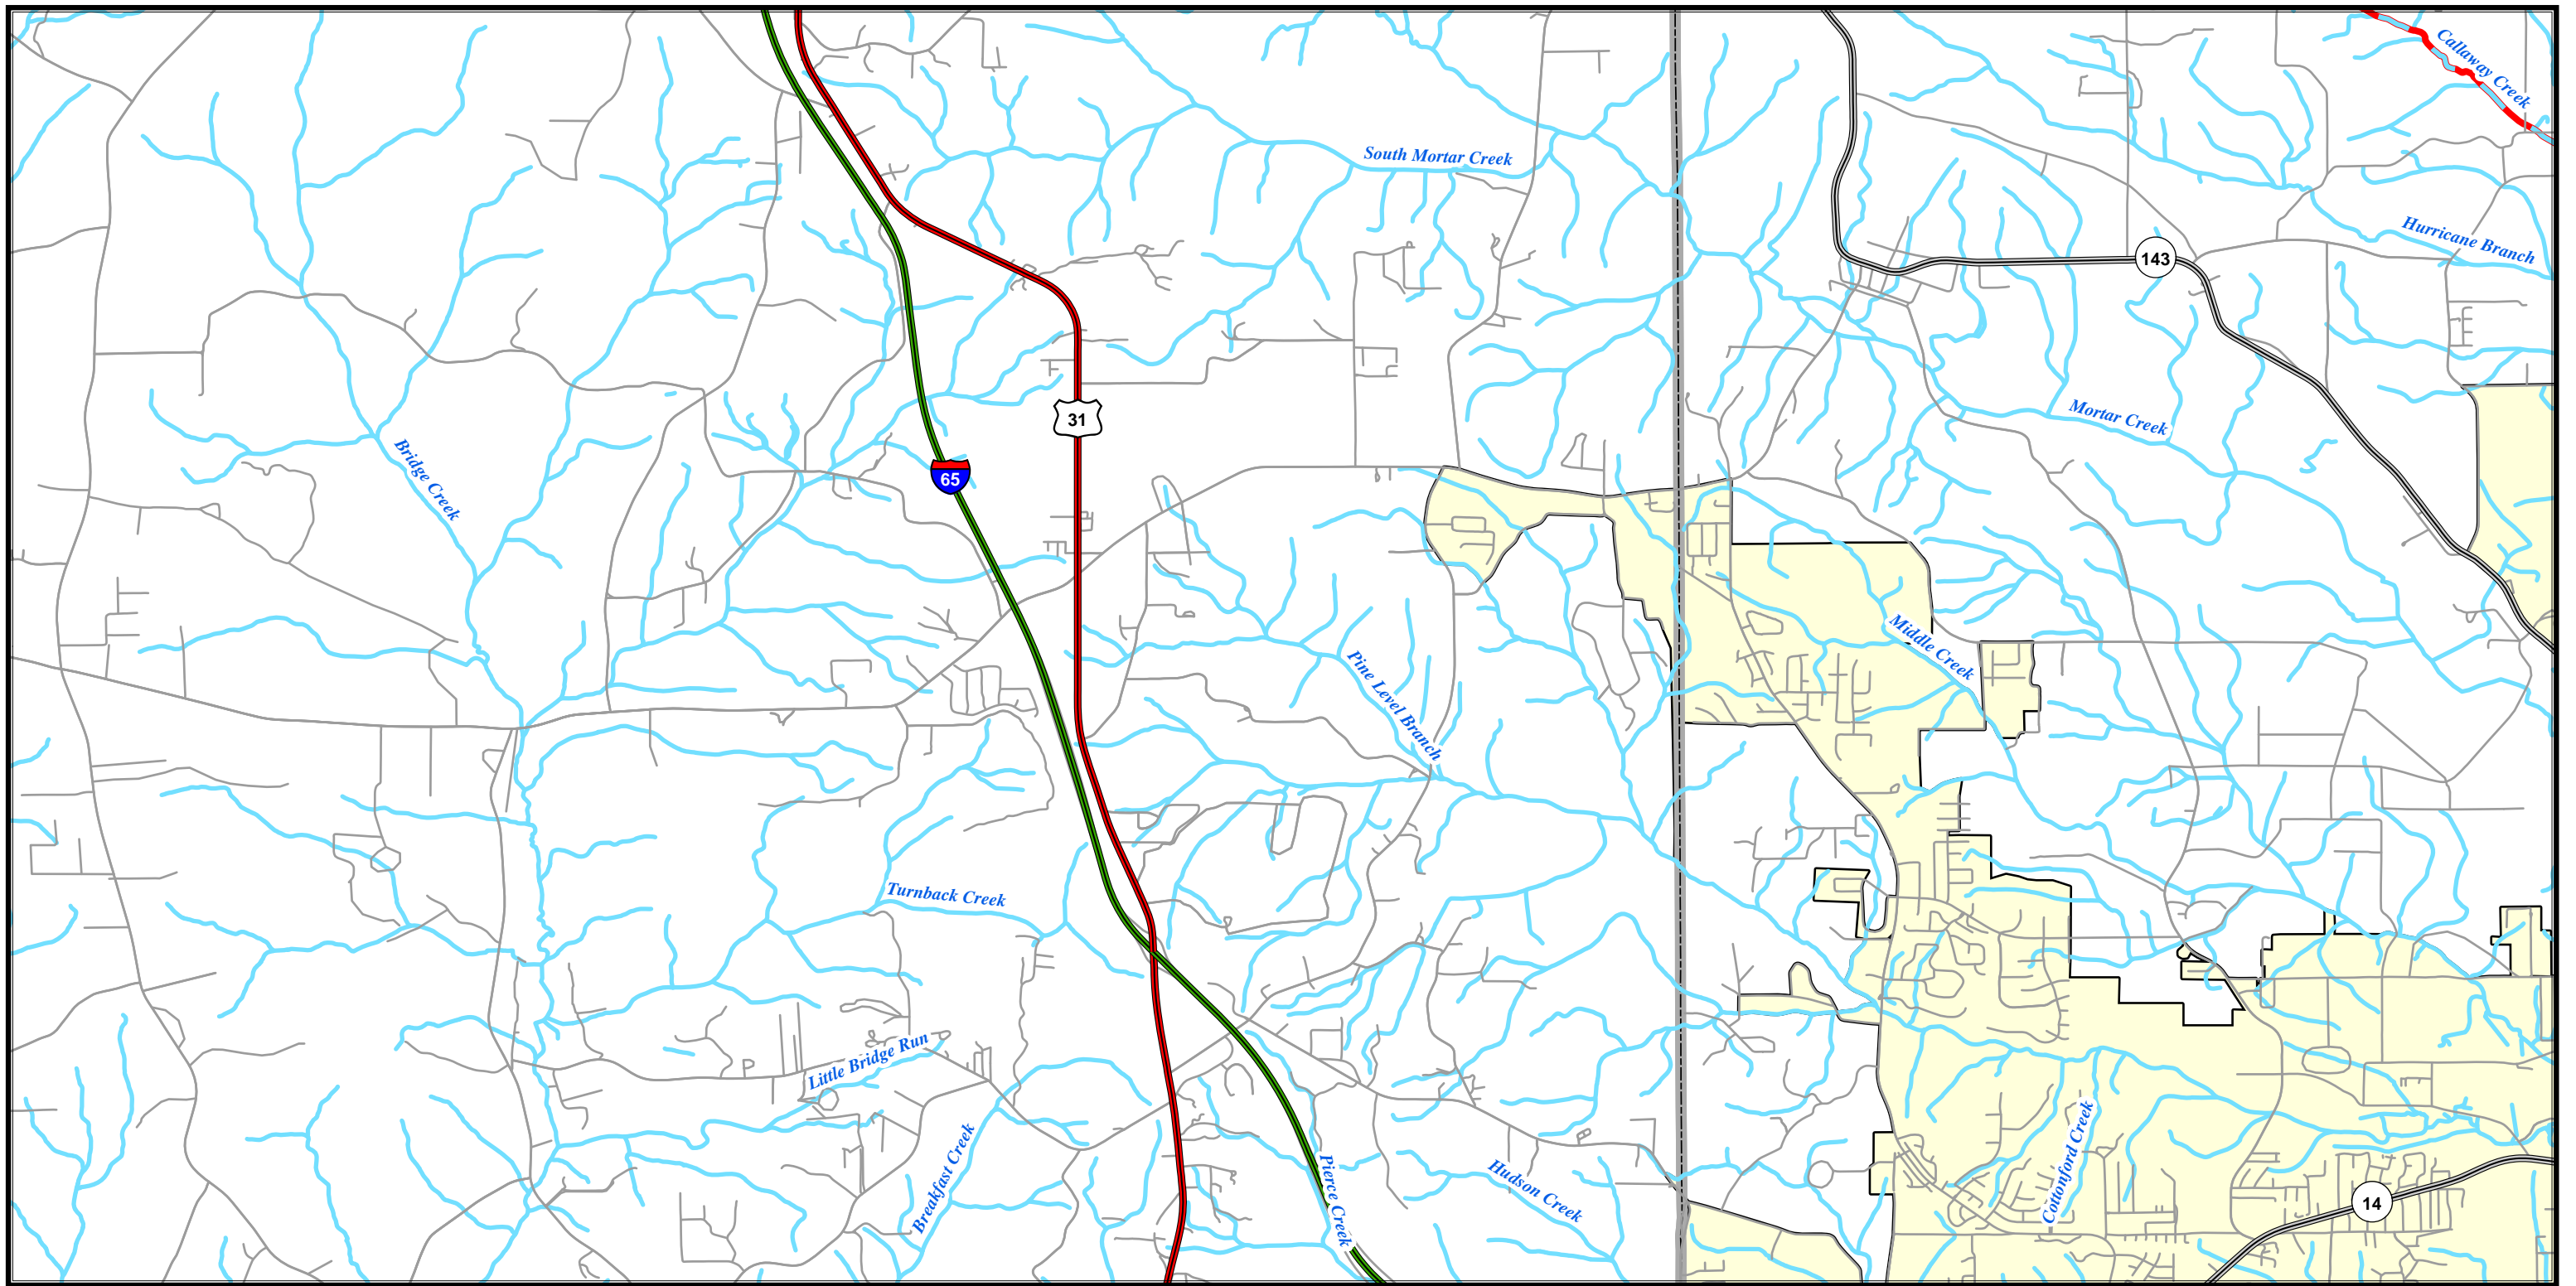 Callaway Creek
South Mortar Creek
Hurricane Branch
143
Mortar Creek
31
Bridge Creek
65
Middle Creek
Pine Level Branch
Turnback Creek
Little Bridge Run
Breakfast Creek
Pierce Creek
Hudson Creek
Cottonford Creek
14